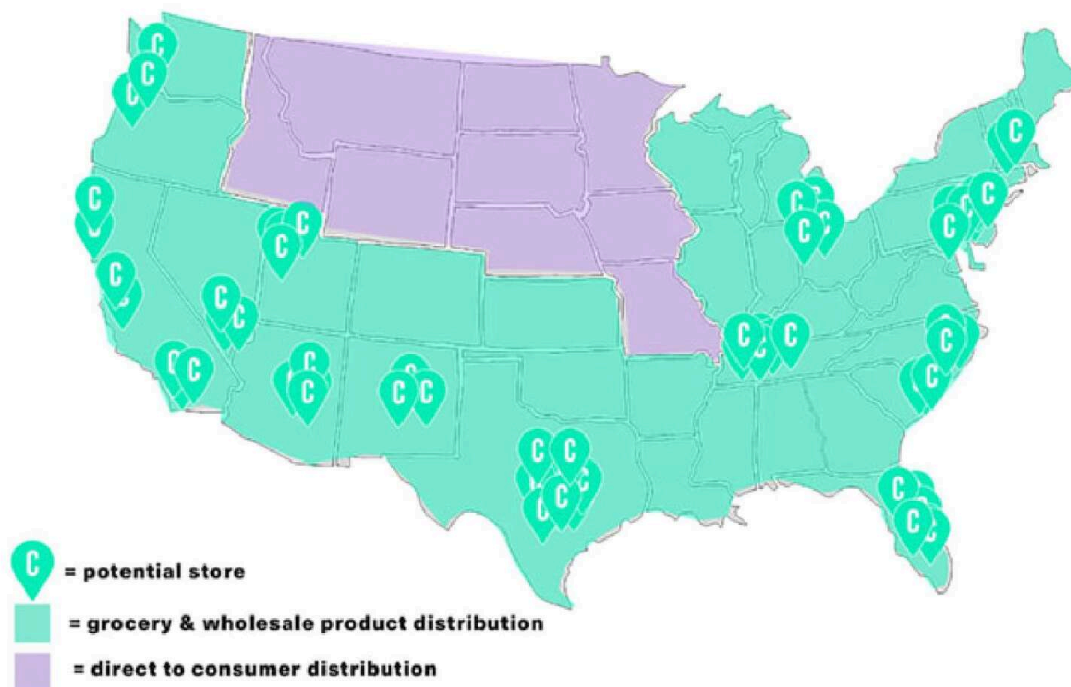 C = potential store
= grocery & wholesale product distribution
= direct to consumer distribution